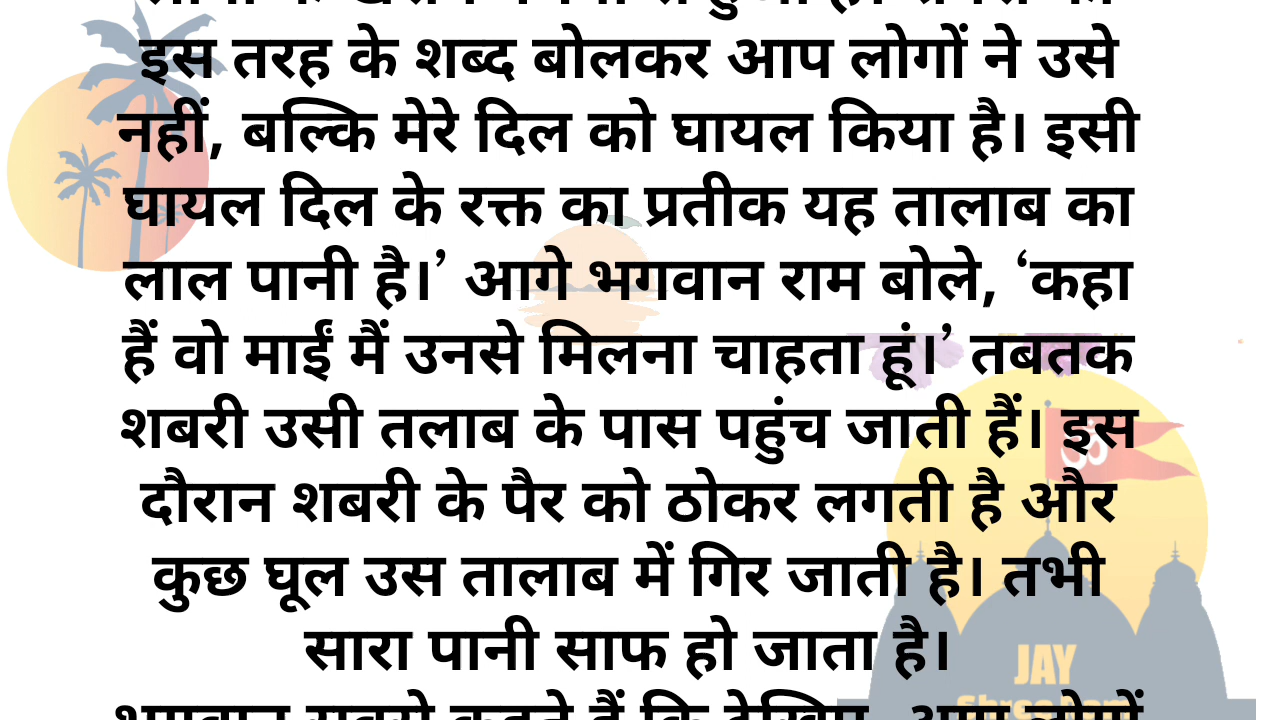 इस तरह के शब्द बोलकर आप लोगों ने उसे
नहीं, बल्कि मेरे दिल को घायल किया है। इसी
घायल दिल के रक्त का प्रतीक यह तालाब का
लाल पानी है।’ आगे भगवान राम बोले, ‘कहा
हैं वो माईं मैं उनसे मिलना चाहता हूं।’ तबतक
शबरी उसी तलाब के पास पहुंच जाती हैं। इस
दौरान शबरी के पैर को ठोकर लगती है और
कुछ घूल उस तालाब में गिर जाती है। तभी
सारा पानी साफ हो जाता है।
JAY